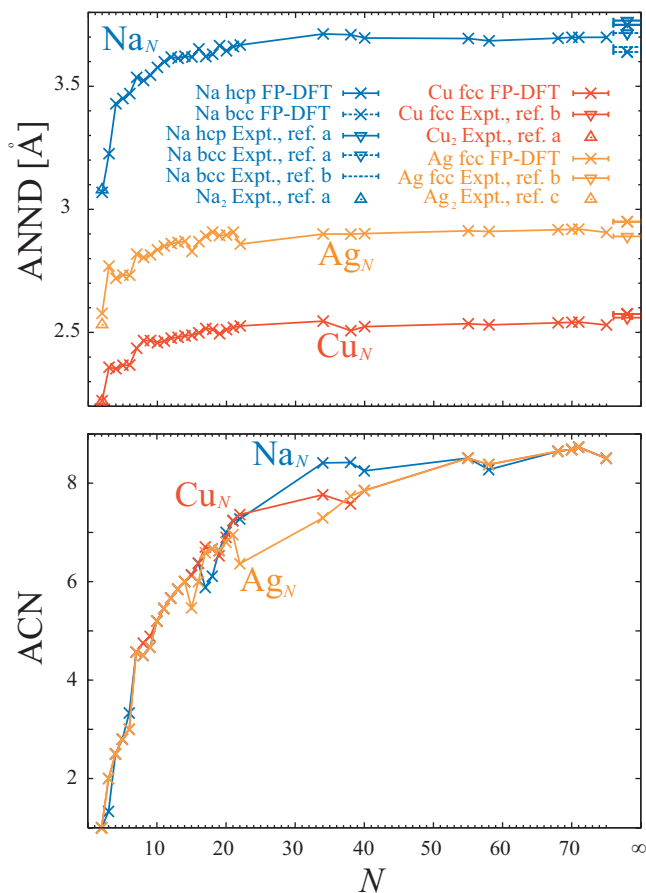 Na_N
3.5
3
2.5
ANND [Å]
Na hcp FP-DFT
Na bcc FP-DFT
Na hcp Expt., ref. a
Na bcc Expt., ref. a
Na bcc Expt., ref. b
Na₂ Expt., ref. a
Cu fcc FP-DFT
Cu fcc Expt., ref. b
Cu₂ Expt., ref. a
Ag fcc FP-DFT
Ag fcc Expt., ref. b
Ag₂ Expt., ref. c
Ag_N
Cu_N
Na_N
Cu_N
Ag_N
8
6
4
2
ACN
10 20 30 40 50 60 70 ∞
N